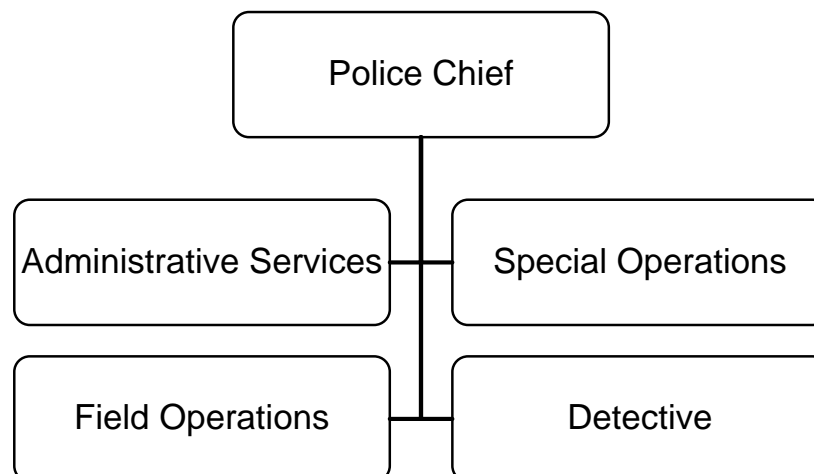 Police Chief
Administrative Services
Special Operations
Field Operations
Detective